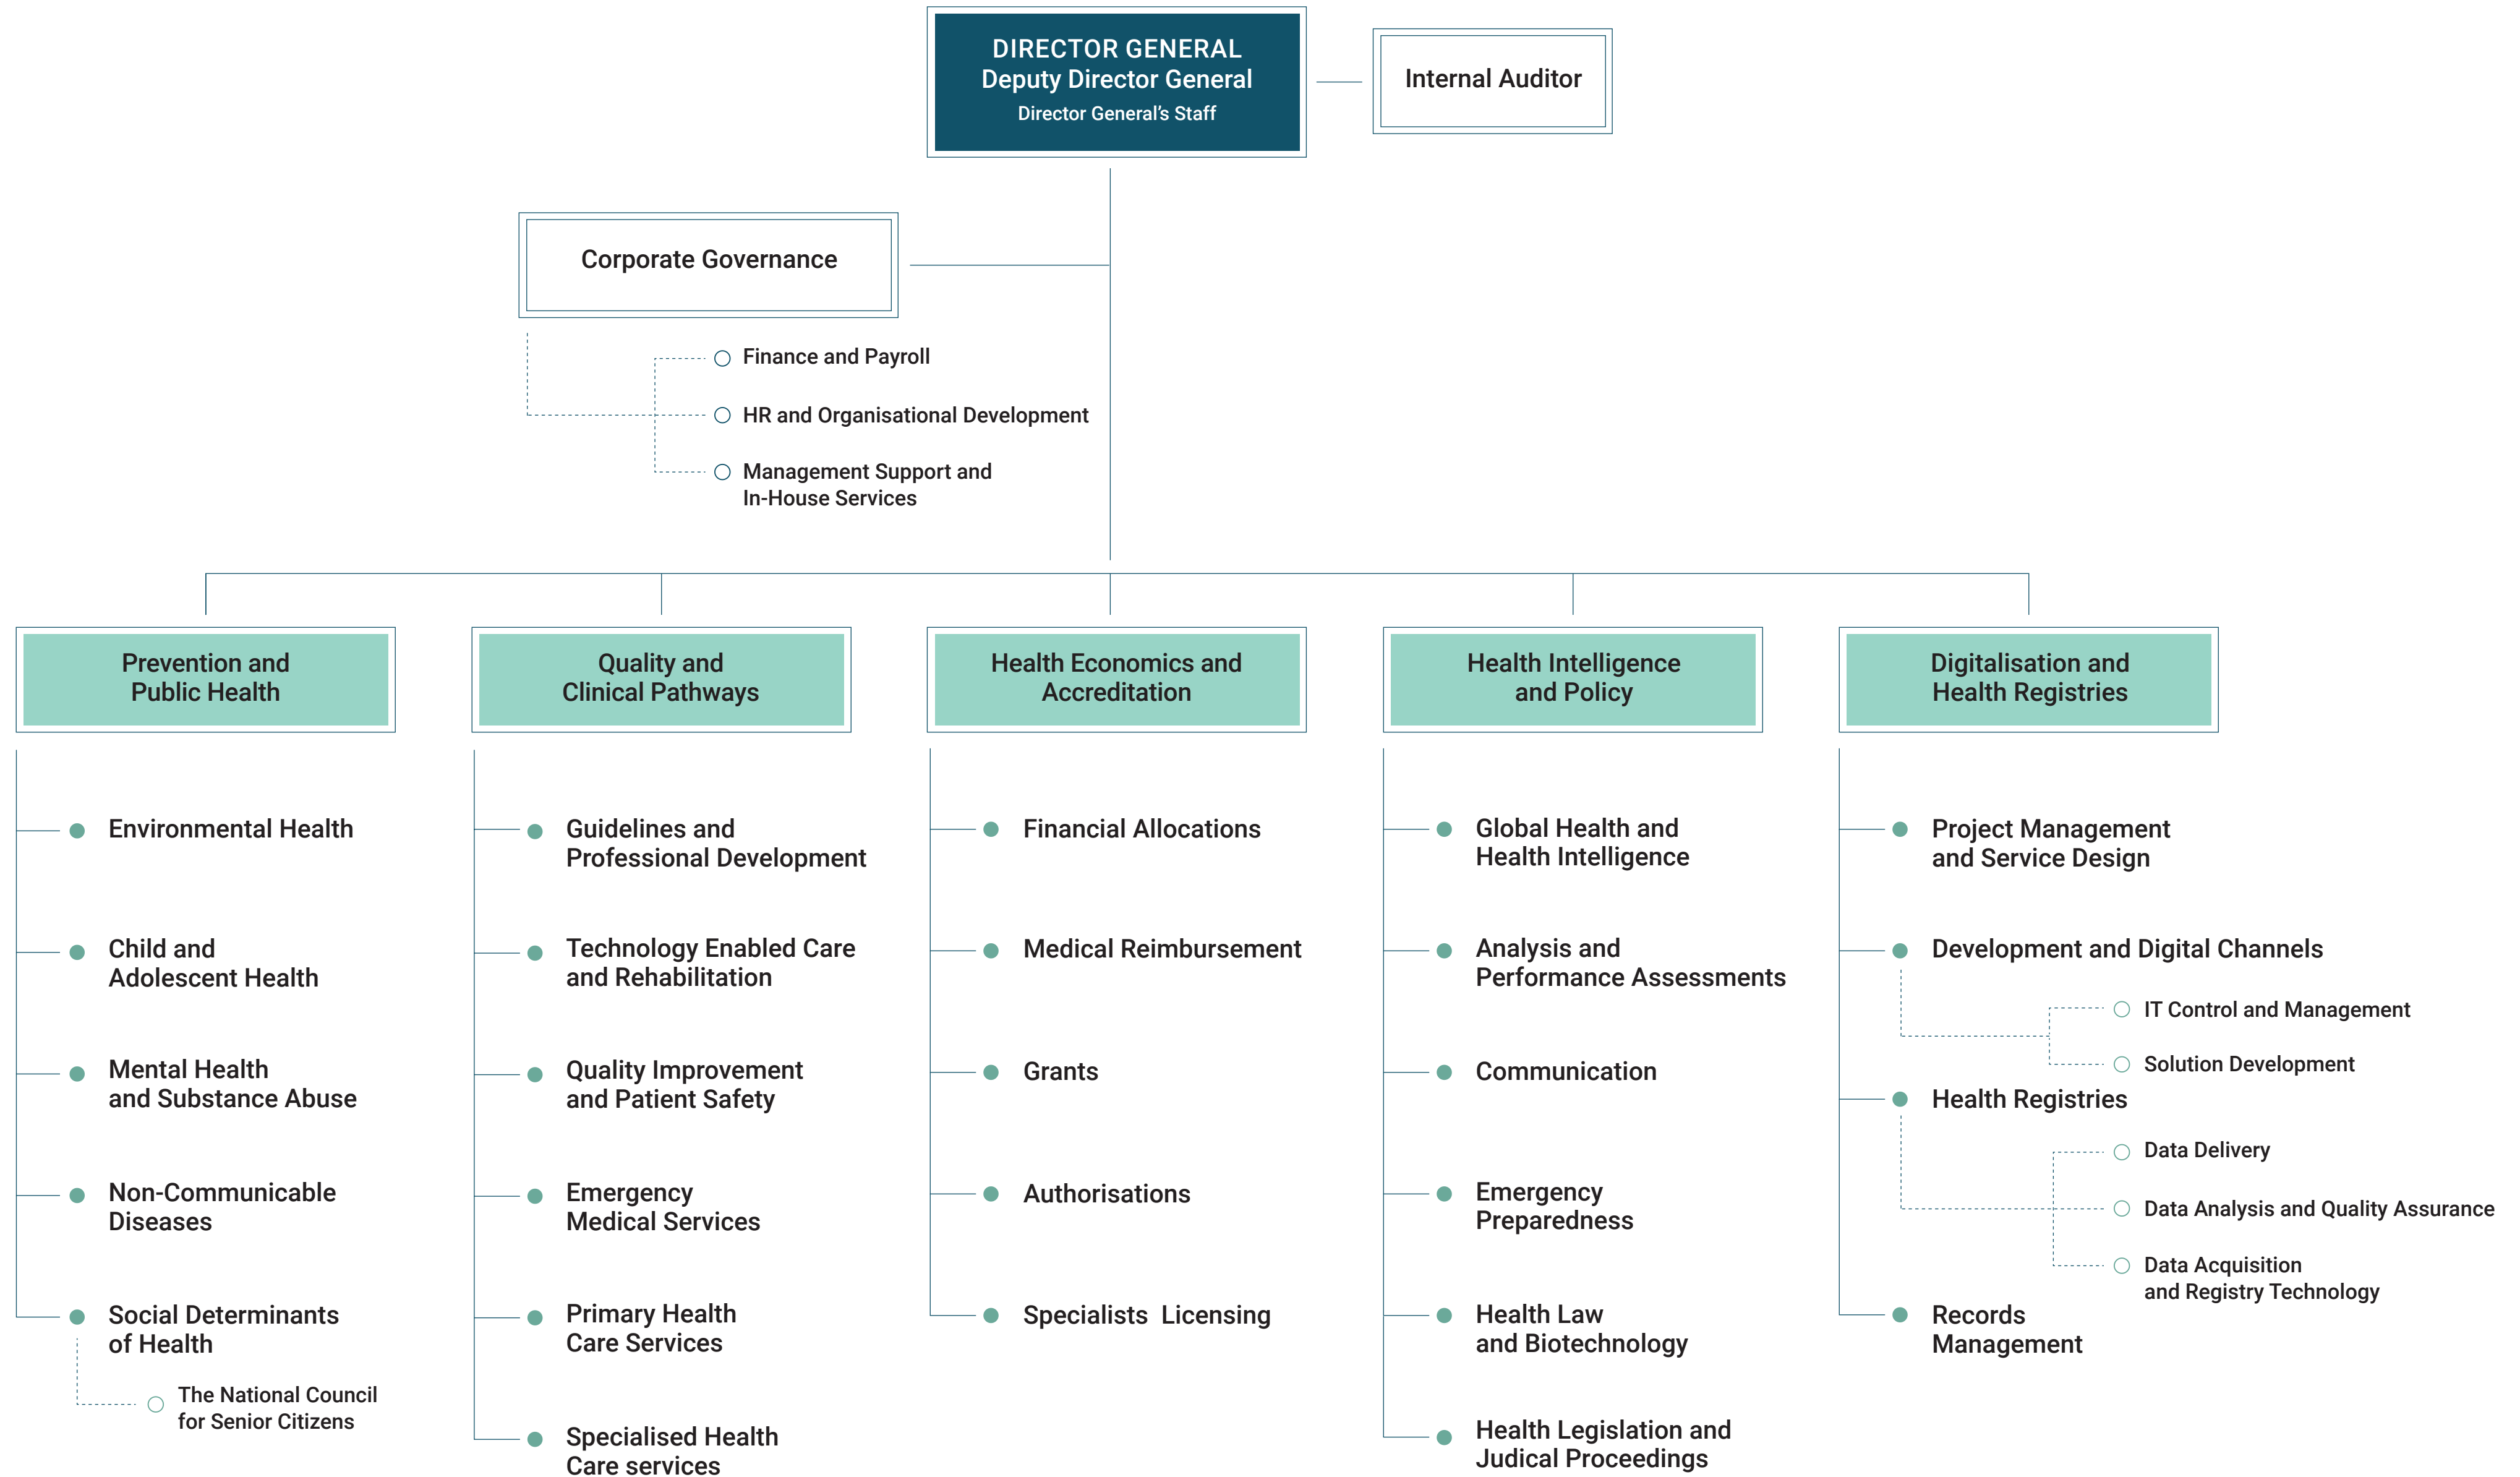 DIRECTOR GENERAL
Deputy Director General
Director General’s Staff
Internal Auditor
Corporate Governance
Finance and Payroll
HR and Organisational Development
Management Support and
In-House Services
Prevention and
Public Health
Environmental Health
Child and
Adolescent Health
Mental Health
and Substance Abuse
Non-Communicable
Diseases
Social Determinants
of Health
The National Council
for Senior Citizens
Quality and
Clinical Pathways
Guidelines and
Professional Development
Technology Enabled Care
and Rehabilitation
Quality Improvement
and Patient Safety
Emergency
Medical Services
Primary Health
Care Services
Specialised Health
Care services
Health Economics and
Accreditation
Financial Allocations
Medical Reimbursement
Grants
Authorisations
Specialists  Licensing
Health Intelligence
and Policy
Global Health and
Health Intelligence
Analysis and
Performance Assessments
Communication
Emergency
Preparedness
Health Law
and Biotechnology
Health Legislation and
Judical Proceedings
Digitalisation and
Health Registries
Project Management
and Service Design
Development and Digital Channels
IT Control and Management
Solution Development
Health Registries
Data Delivery
Data Analysis and Quality Assurance
Data Acquisition
and Registry Technology
Records
Management